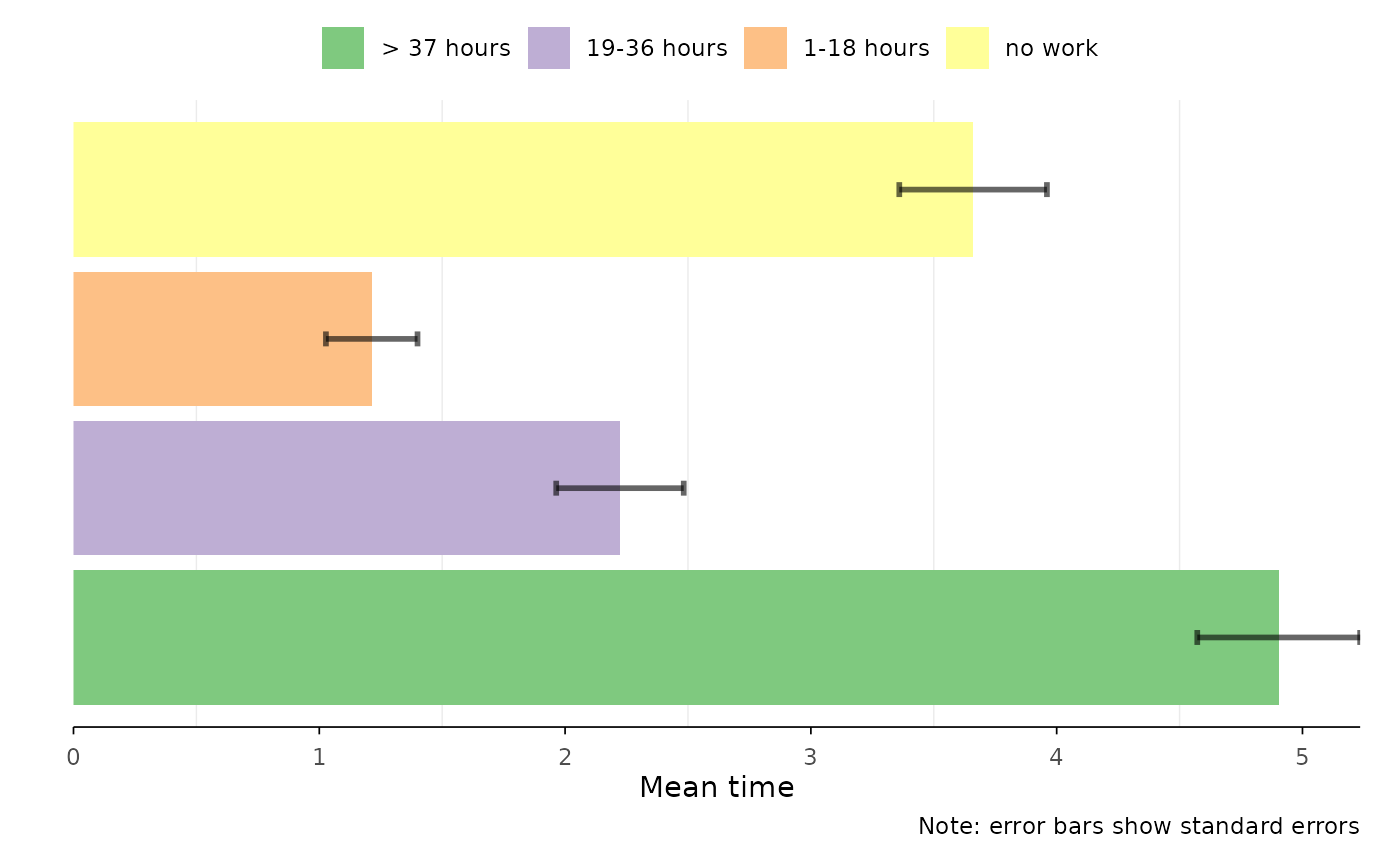 > 37 hours 19-36 hours 1-18 hours no work
0 1 2 3 4 5
Mean time
Note: error bars show standard errors